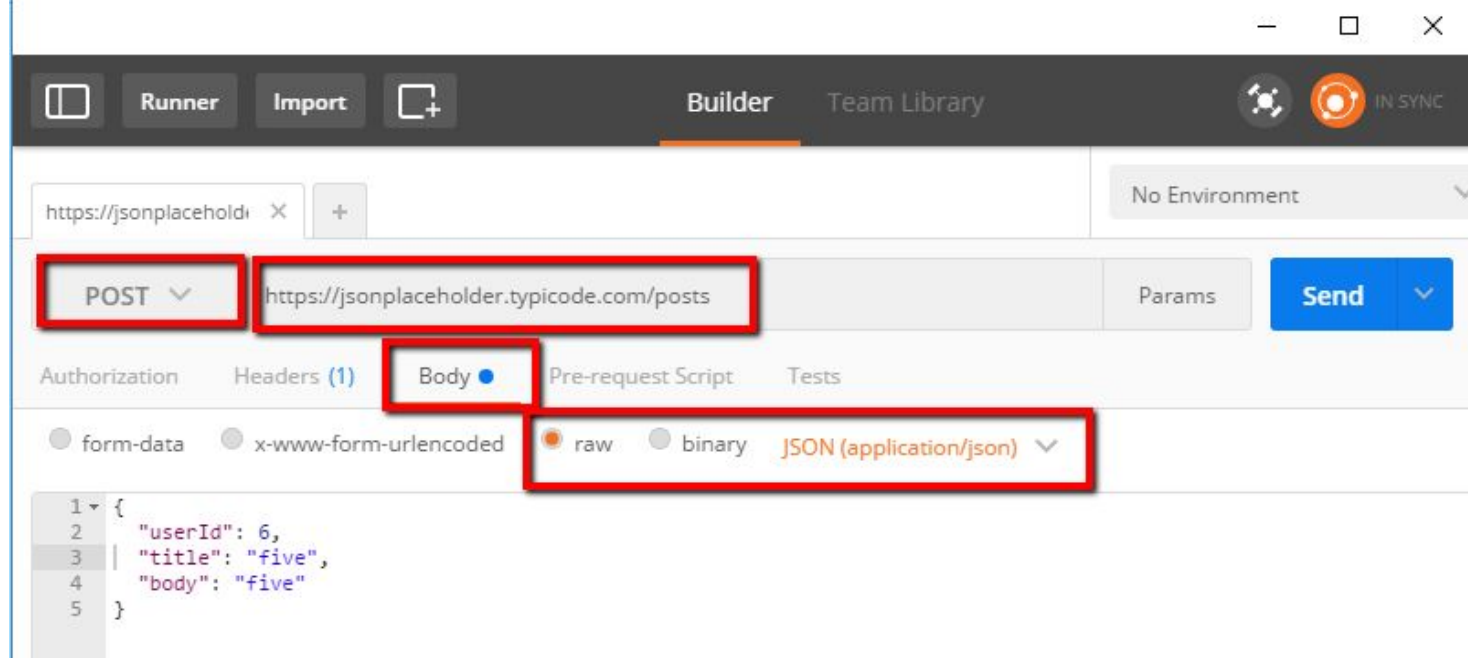 Runner Import Builder Team Library IN SYNC
https://jsonplaceholde No Environment
POST https://jsonplaceholder.typicode.com/posts Params Send
Authorization Headers (1) Body Pre-request Script Tests
form-data x-www-form-urlencoded raw binary JSON (application/json)
1 {
2 "userId": 6,
3 "title": "five",
4 "body": "five"
5 }